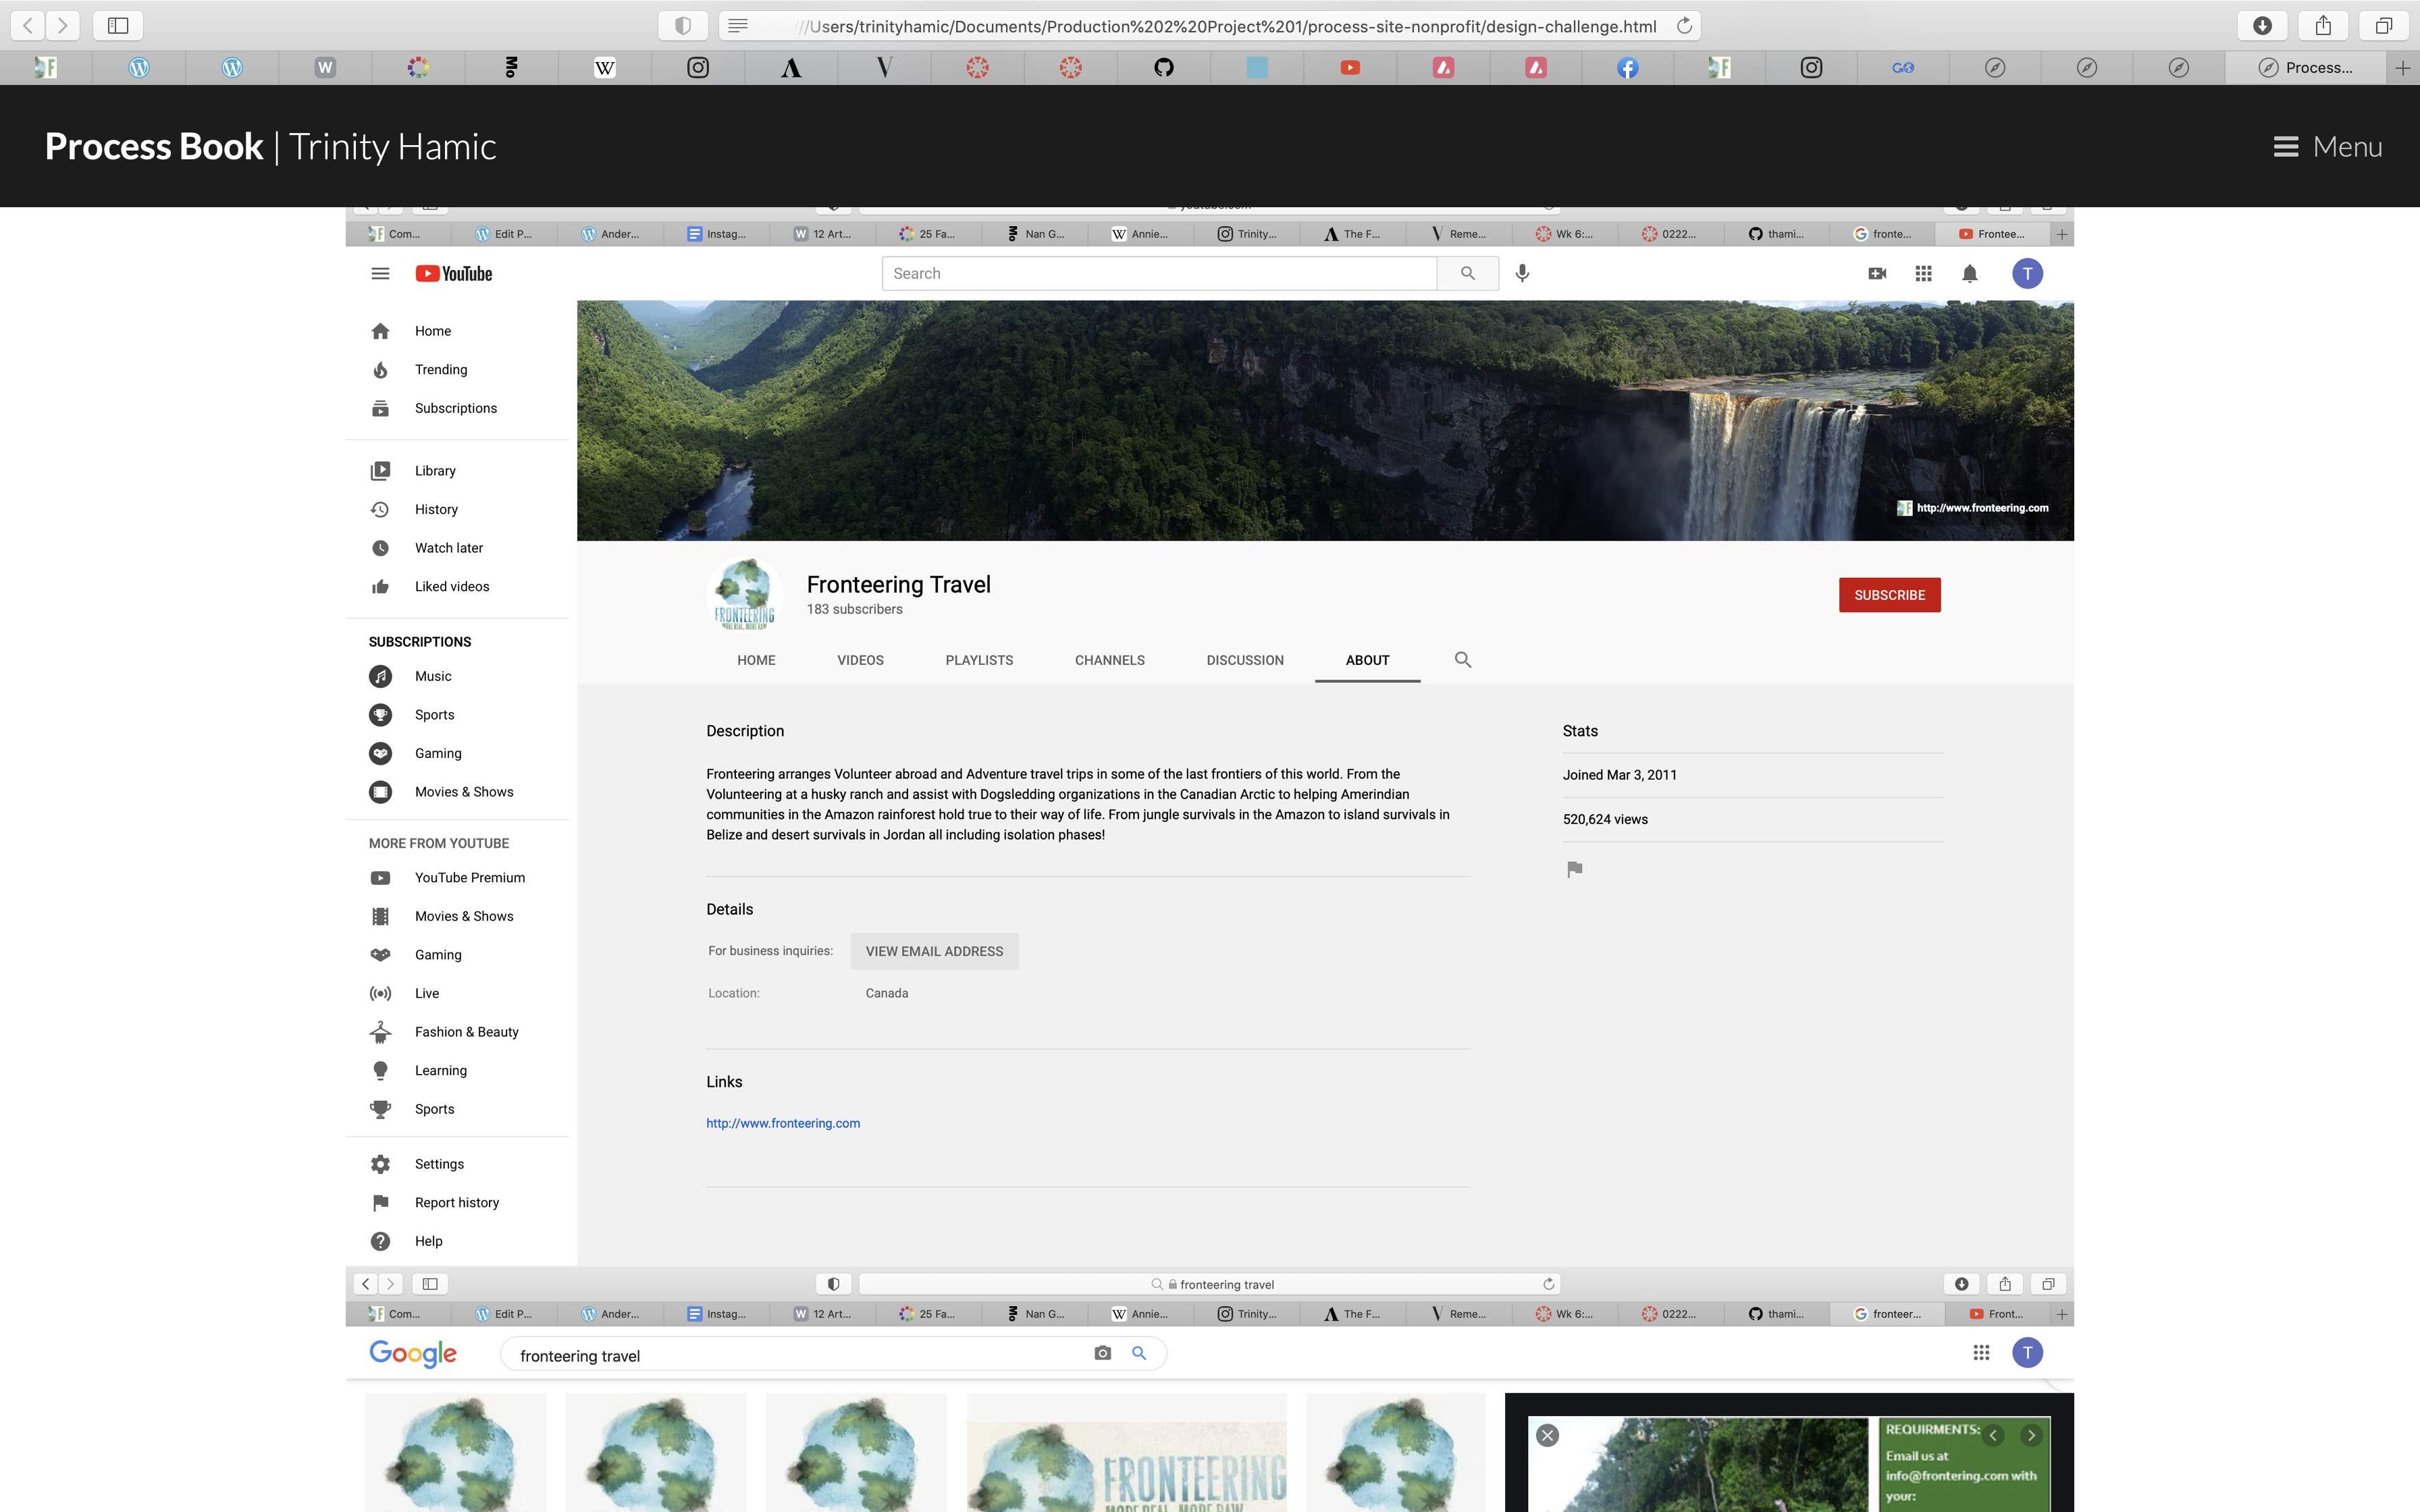 ///Users/trinityhamic/Documents/Production%202%20Project%201/process-site-nonprofit/design-challenge.html
Process...
Process Book | Trinity Hamic
Menu
Com...
Edit P...
Ander...
Instag...
12 Art...
25 Fa...
Nan G...
Annie...
Trinity...
The F...
Reme...
Wk 6:...
0222...
thami...
fronte...
Frontee...
YouTube
Search
T
Home
Trending
Subscriptions
Library
History
Watch later
Liked videos
SUBSCRIPTIONS
Music
Sports
Gaming
Movies & Shows
MORE FROM YOUTUBE
YouTube Premium
Movies & Shows
Gaming
Live
Fashion & Beauty
Learning
Sports
Settings
Report history
Help
http://www.fronteering.com
FRONTEERING
MORE REAL, MORE RAW
Fronteering Travel
183 subscribers
SUBSCRIBE
HOME
VIDEOS
PLAYLISTS
CHANNELS
DISCUSSION
ABOUT
Description
Fronteering arranges Volunteer abroad and Adventure travel trips in some of the last frontiers of this world. From the
Volunteering at a husky ranch and assist with Dogsledding organizations in the Canadian Arctic to helping Amerindian
communities in the Amazon rainforest hold true to their way of life. From jungle survivals in the Amazon to island survivals in
Belize and desert survivals in Jordan all including isolation phases!
Stats
Joined Mar 3, 2011
520,624 views
Details
For business inquiries:
VIEW EMAIL ADDRESS
Location:
Canada
Links
http://www.fronteering.com
fronteering travel
Com...
Edit P...
Ander...
Instag...
12 Art...
25 Fa...
Nan G...
Annie...
Trinity...
The F...
Reme...
Wk 6:...
0222...
thami...
fronteer...
Front...
Google
fronteering travel
T
FRONTEERING
MORE REAL, MORE RAW
REQUIRMENTS:
Email us at
info@frontering.com with
your: